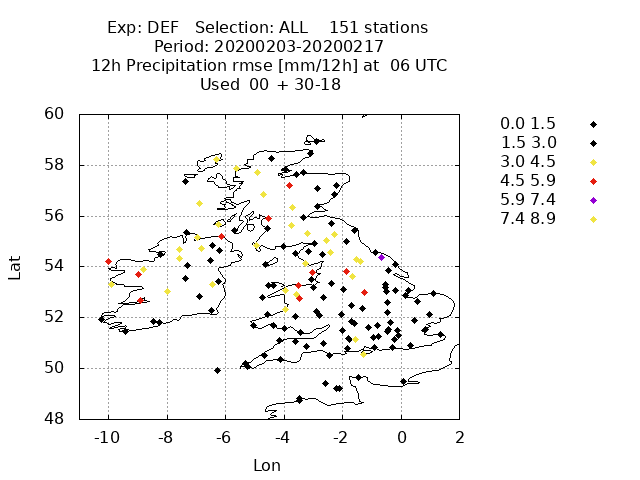 Exp: DEF   Selection: ALL    151 stations
Period: 20200203-20200217
12h Precipitation rmse [mm/12h] at  06 UTC
Used  00 + 30-18
60
58
56
54
52
50
48
-10 -8 -6 -4 -2 0 2
Lat
Lon
0.0 1.5
1.5 3.0
3.0 4.5
4.5 5.9
5.9 7.4
7.4 8.9